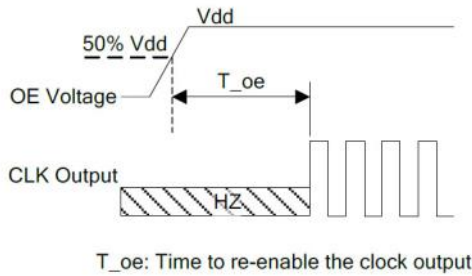 Vdd
50% Vdd
T_oe
OE Voltage
CLK Output
HZ
T_oe: Time to re-enable the clock output